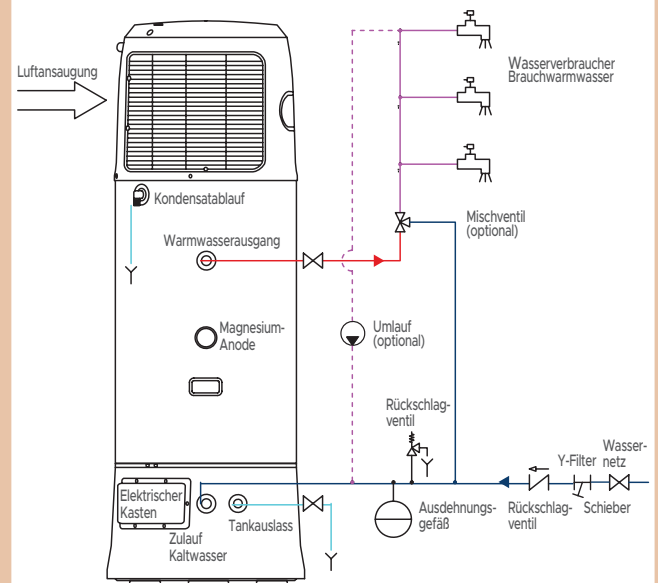 Luftansaugung
Wasserverbraucher
Brauchwarmwasser
Kondensatablauf
Mischventil
(optional)
Warmwasserausgang
Magnesium-
Anode
Umlauf
(optional)
Rückschlag-
ventil
Wasser-
netz
Y-Filter
Elektrischer
Kasten
Zulauf
Kaltwasser
Tankauslass
Ausdehnungs-
gefäß
Rückschlag-
ventil
Schieber